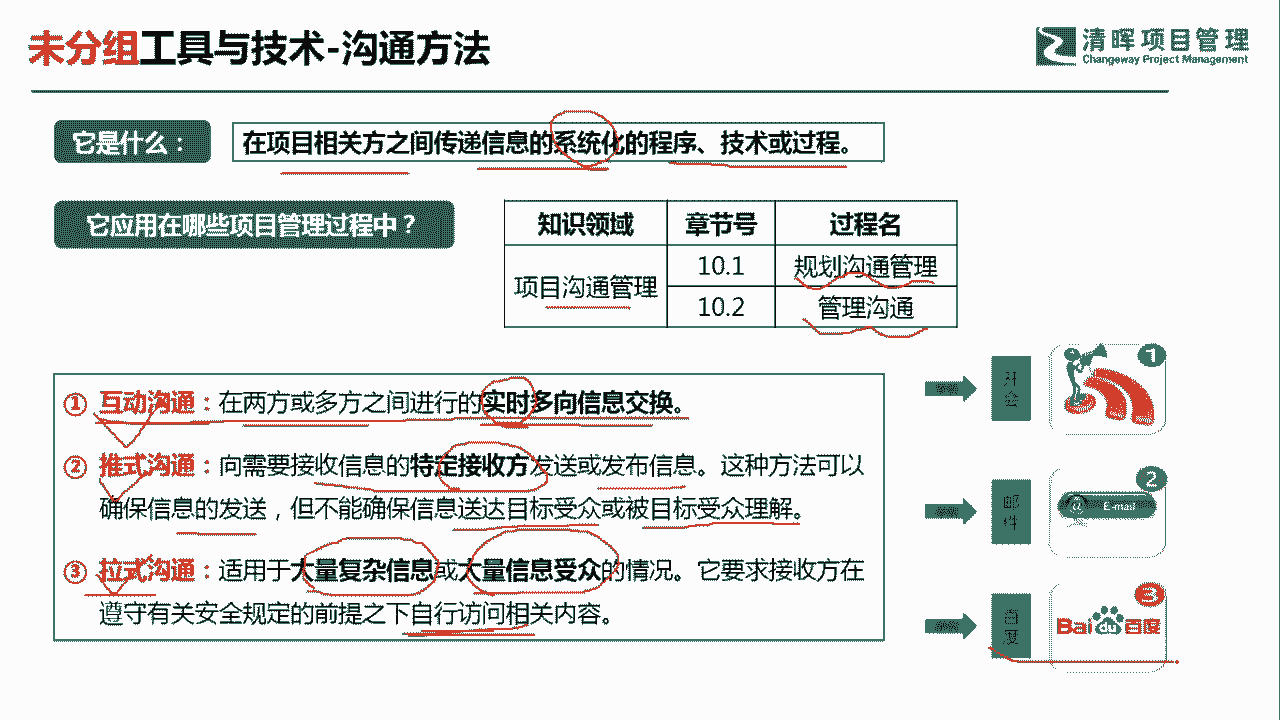 未分组工具与技术-沟通方法
清晖项目管理
Changeway Project Management
它是什么：
在项目相关方之间传递信息的系统化的程序、技术或过程。
它应用在哪些项目管理过程中？
知识领域 章节号 过程名
项目沟通管理 10.1 规划沟通管理
10.2 管理沟通
① 互动沟通：在两方或多方之间进行的实时多向信息交换。
② 推式沟通：向需要接收信息的特定接收方发送或发布信息。这种方法可以
确保信息的发送，但不能确保信息送达目标受众或被目标受众理解。
③ 拉式沟通：适用于大量复杂信息或大量信息受众的情况。它要求接收方在
遵守有关安全规定的前提之下自行访问相关内容。
开会
1
邮件
2
@ E-mail
百度
3
Bai du 百度